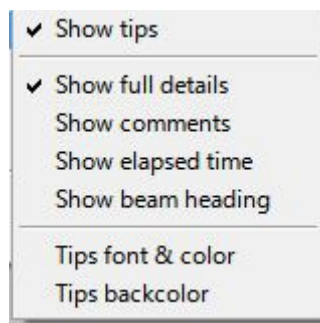 Show tips
Show full details
Show comments
Show elapsed time
Show beam heading
Tips font & color
Tips backcolor